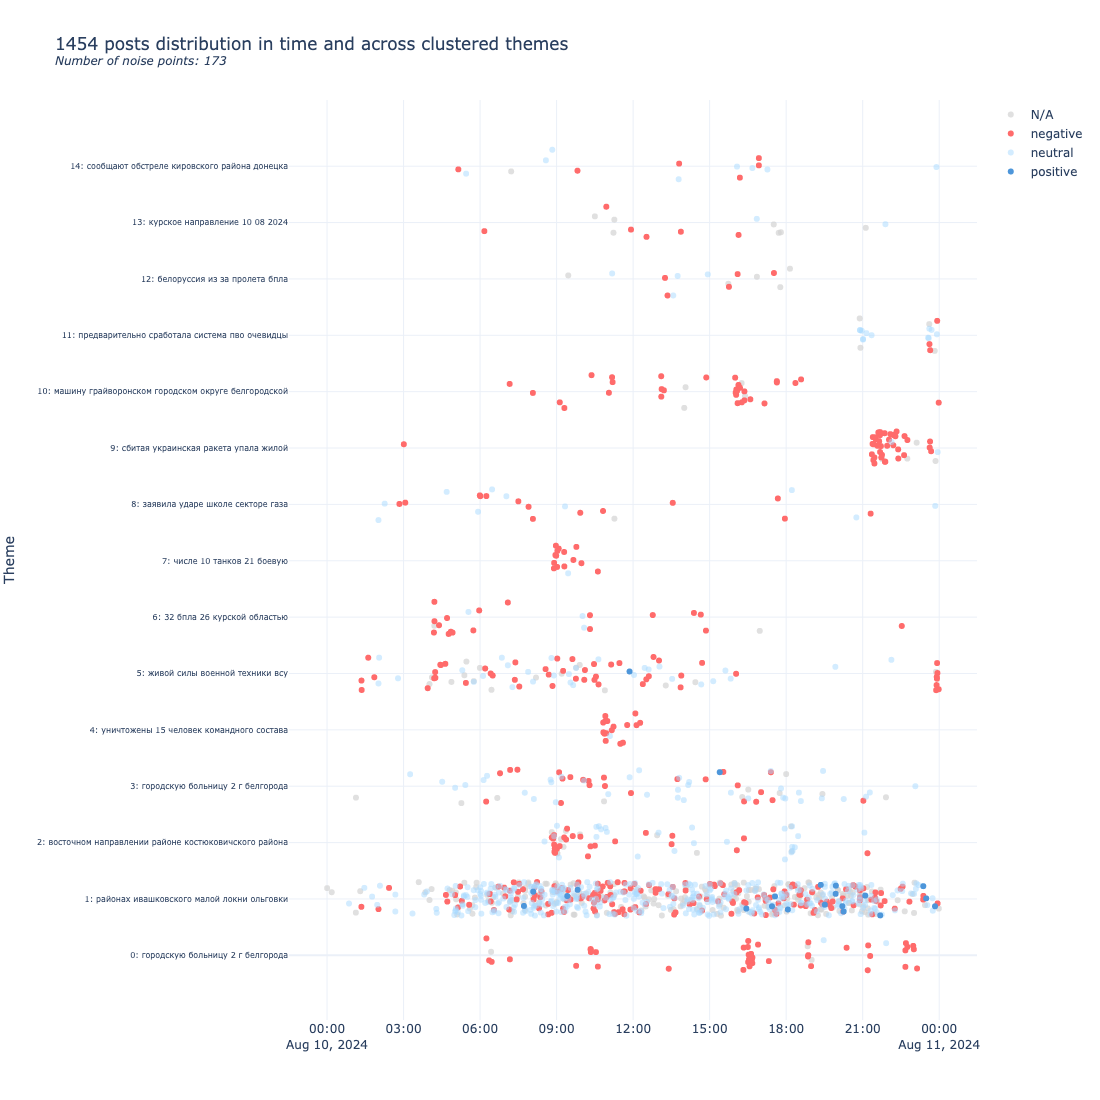 1454 posts distribution in time and across clustered themes
Number of noise points: 173
N/A
negative
neutral
positive
Theme
14: сообщают обстреле кировского района донецка
13: курское направление 10 08 2024
12: белоруссия из за пролета бпла
11: предварительно сработала система пво очевидцы
10: машину грайворонском городском округе белгородской
9: сбитая украинская ракета упала жилой
8: заявила ударе школе секторе газа
7: числе 10 танков 21 боевую
6: 32 бпла 26 курской областью
5: живой силы военной техники всу
4: уничтожены 15 человек командного состава
3: городскую больницу 2 г белгорода
2: восточном направлении районе костюковичского района
1: районах ивашковского малой локни ольговки
0: городскую больницу 2 г белгорода
00:00 03:00 06:00 09:00 12:00 15:00 18:00 21:00 00:00
Aug 10, 2024 Aug 11, 2024